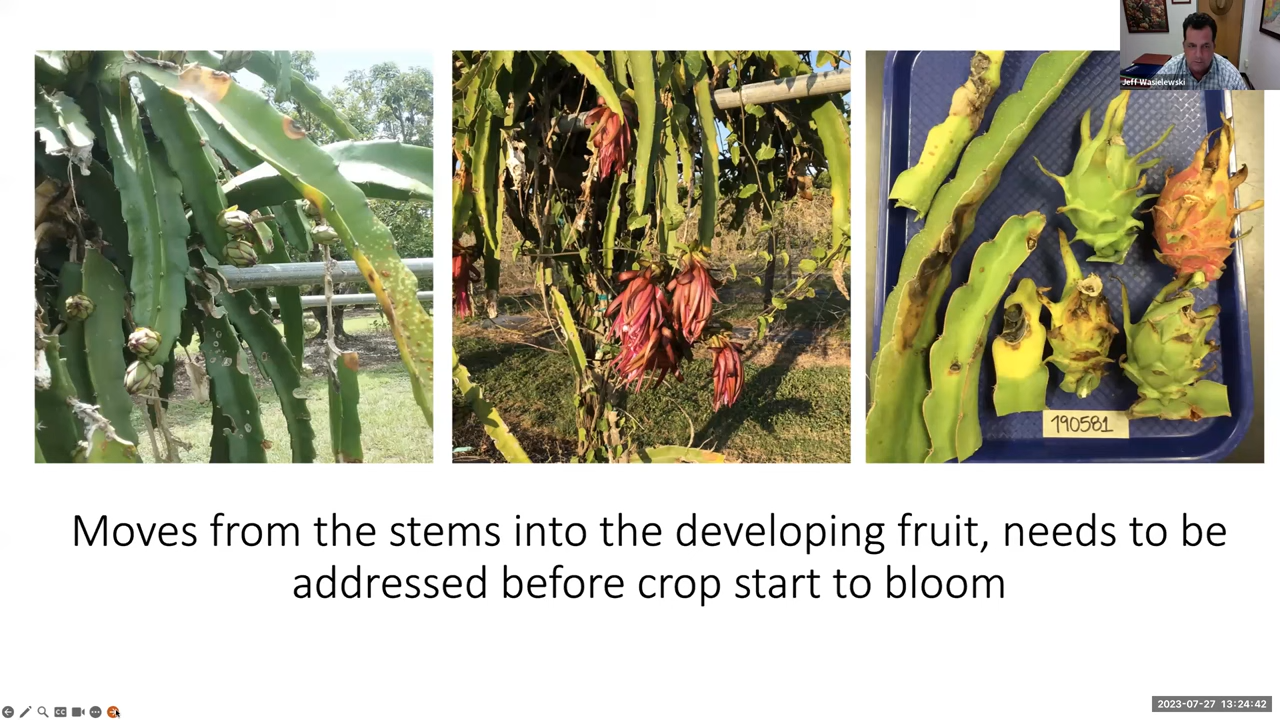 Jeff Wasielewski
190581
Moves from the stems into the developing fruit, needs to be
addressed before crop start to bloom
CC
2023-07-27 13:24:42